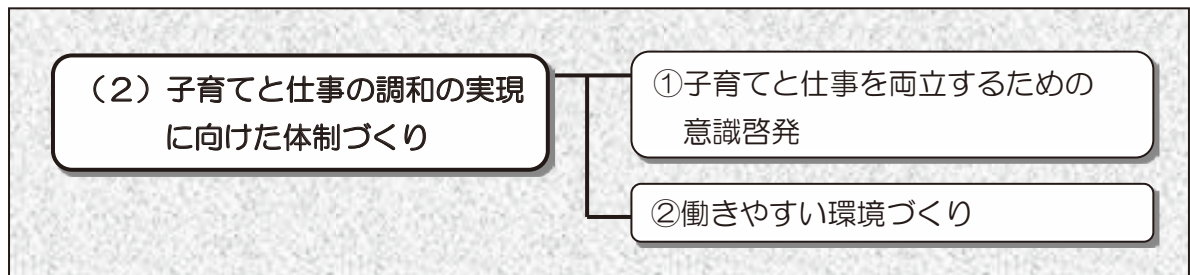 （２）子育てと仕事の調和の実現
に向けた体制づくり
①子育てと仕事を両立するための
意識啓発
②働きやすい環境づくり